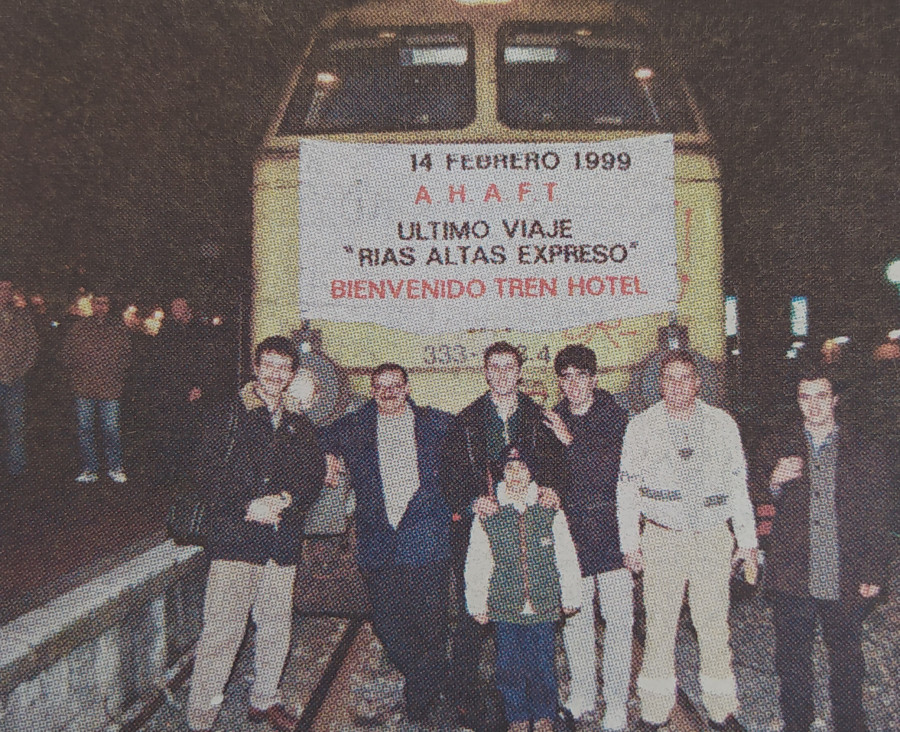 14 FEBRERO 1999
A H A F T
ULTIMO VIAJE
"RIAS ALTAS EXPRESO"
BIENVENIDO TREN HOTEL